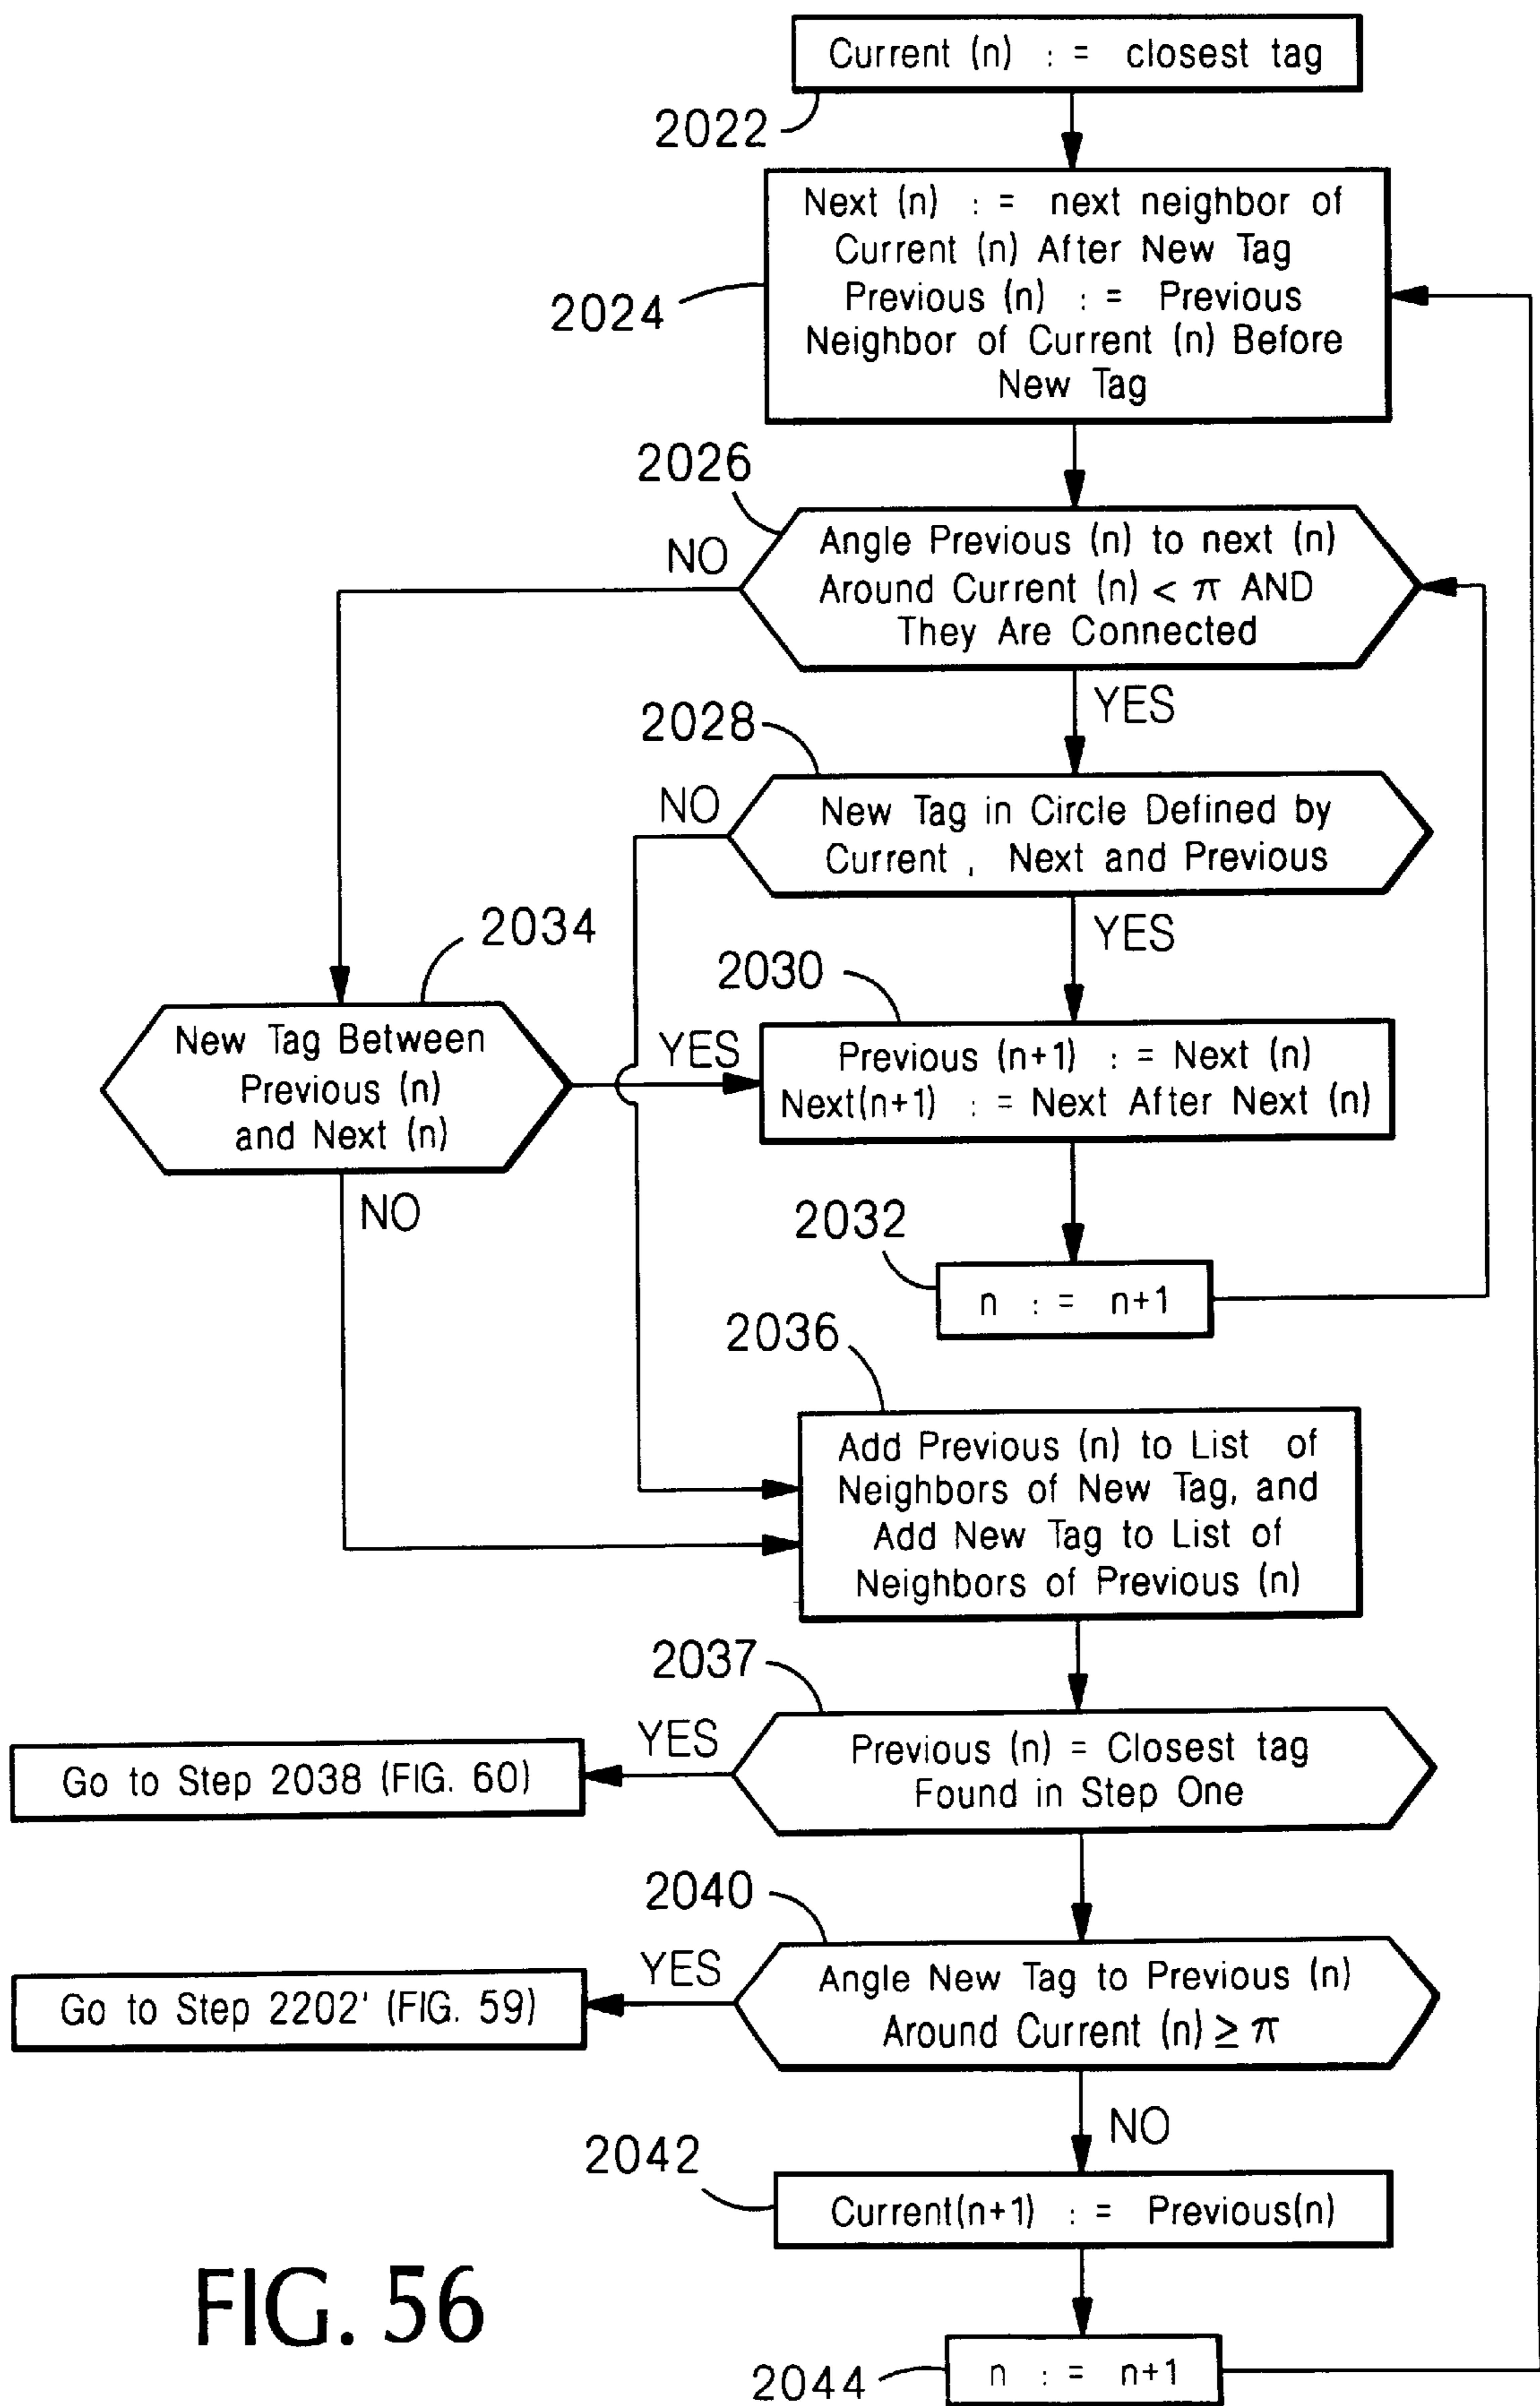 Current (n) : = closest tag
2022
Next (n) : = next neighbor of
Current (n) After New Tag
Previous (n) : = Previous
Neighbor of Current (n) Before
New Tag
2024
2026
NO
Angle Previous (n) to next (n)
Around Current (n) < π AND
They Are Connected
YES
2028
NO
New Tag in Circle Defined by
Current , Next and Previous
YES
2034
New Tag Between
Previous (n)
and Next (n)
YES
NO
2030
Previous (n+1) : = Next (n)
Next(n+1) : = Next After Next (n)
2032
n : = n+1
2036
Add Previous (n) to List of
Neighbors of New Tag, and
Add New Tag to List of
Neighbors of Previous (n)
2037
YES
Previous (n) = Closest tag
Found in Step One
Go to Step 2038 (FIG. 60)
2040
YES
Angle New Tag to Previous (n)
Around Current (n) ≥ π
Go to Step 2202' (FIG. 59)
NO
2042
Current(n+1) : = Previous(n)
2044
n : = n+1
FIG. 56